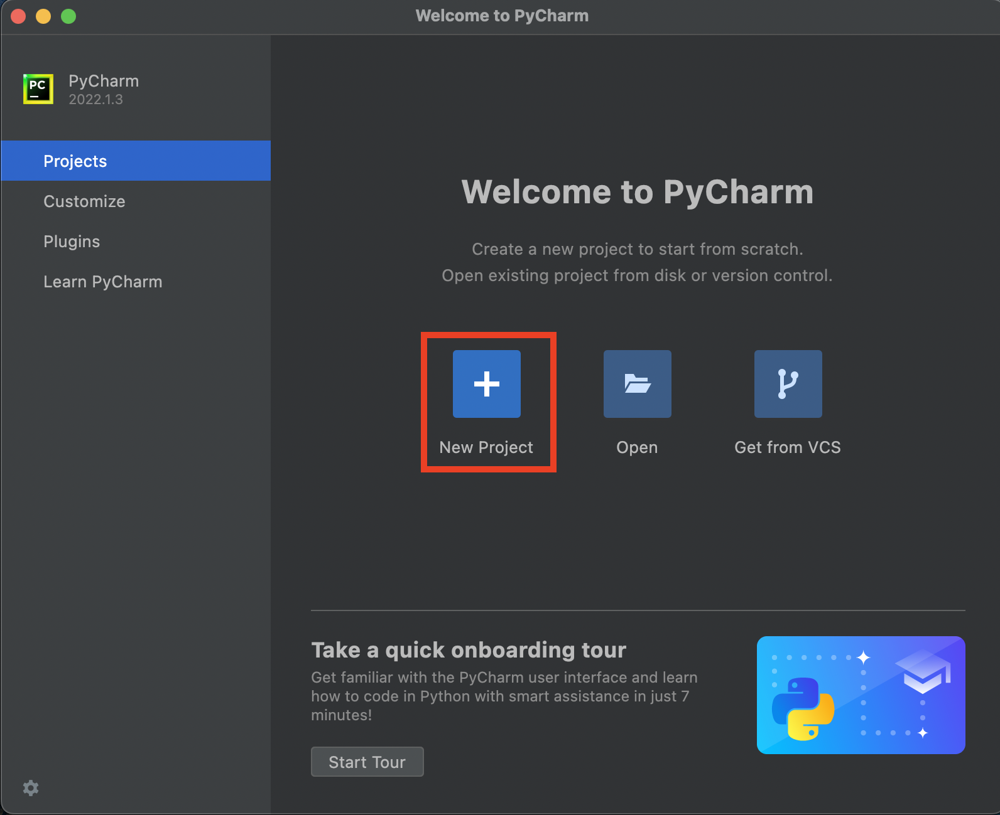 Welcome to PyCharm
PC
PyCharm
2022.1.3
Projects
Customize
Plugins
Learn PyCharm
Welcome to PyCharm
Create a new project to start from scratch.
Open existing project from disk or version control.
New Project
Open
Get from VCS
Take a quick onboarding tour
Get familiar with the PyCharm user interface and learn
how to code in Python with smart assistance in just 7
minutes!
Start Tour